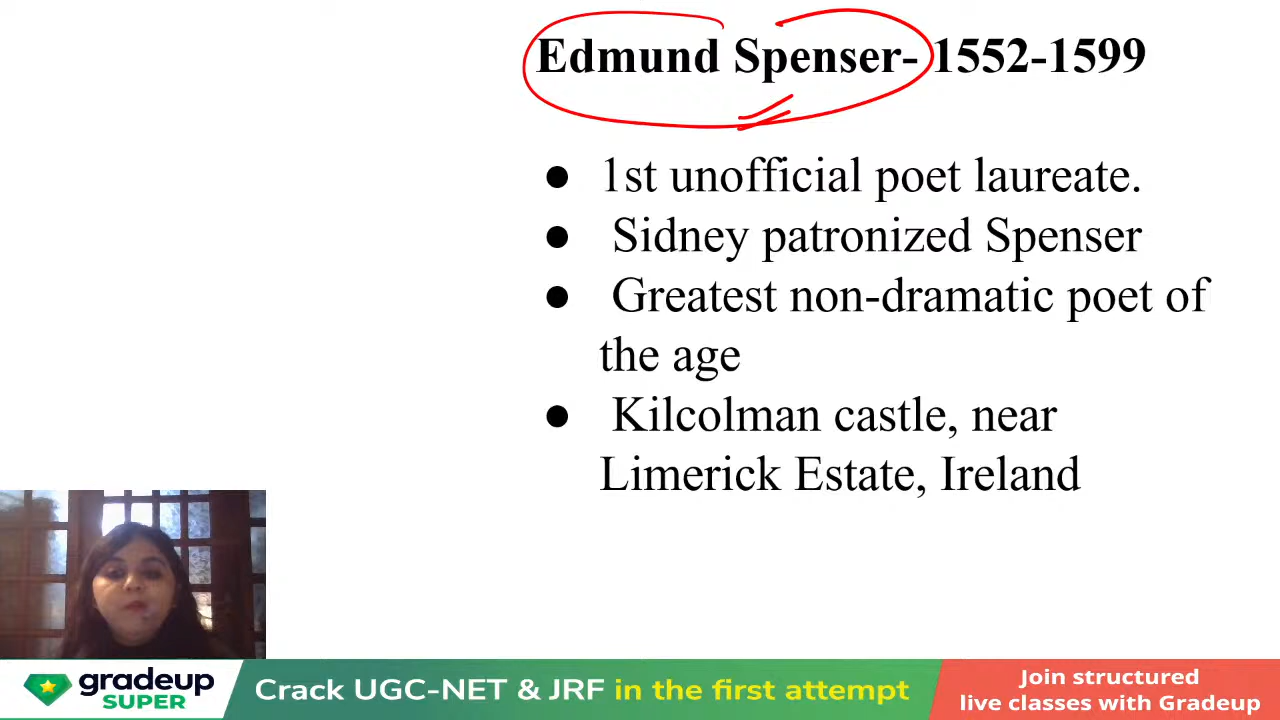 Edmund Spenser- 1552-1599
● 1st unofficial poet laureate.
● Sidney patronized Spenser
● Greatest non-dramatic poet of
the age
● Kilcolman castle, near
Limerick Estate, Ireland
gradeup
SUPER
Crack UGC-NET & JRF in the first attempt
Join structured
live classes with Gradeup